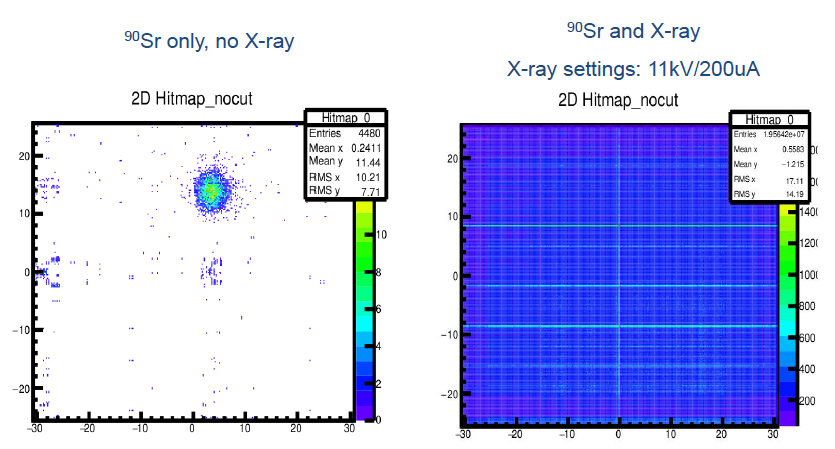 ⁹⁰Sr only, no X-ray
2D Hitmap_nocut
Hitmap_0
Entries 4480
Mean x 0.2411
Mean y 11.44
RMS x 10.21
RMS y 7.71
20
10
0
−10
−20
−30 −20 −10 0 10 20 30
10
8
6
4
2
0
⁹⁰Sr and X-ray
X-ray settings: 11kV/200uA
2D Hitmap_nocut
Hitmap_0
Entries 1.95642e+07
Mean x 0.5583
Mean y −1.215
RMS x 17.11
RMS y 14.19
20
10
0
−10
−20
−30 −20 −10 0 10 20 30
1400
1200
1000
800
600
400
200